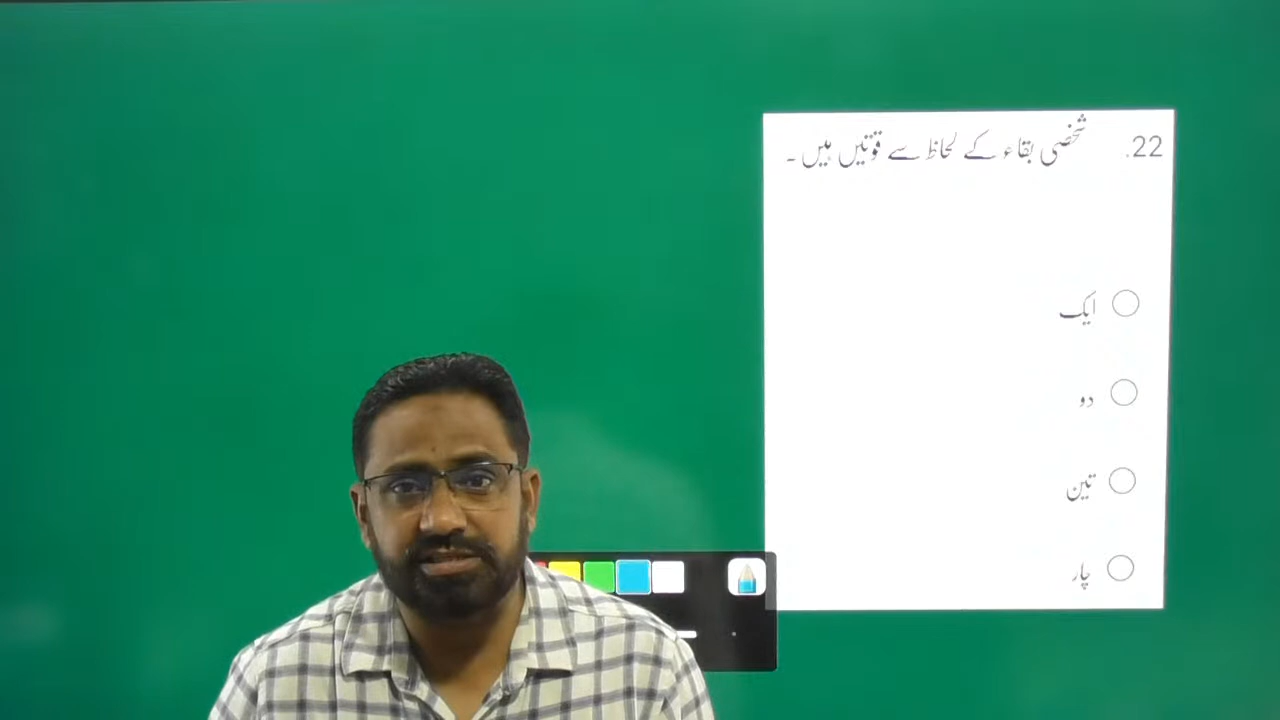 22. شخصی بقاء کے لحاظ سے قوتیں ہیں ۔
ایک
دو
تین
چار